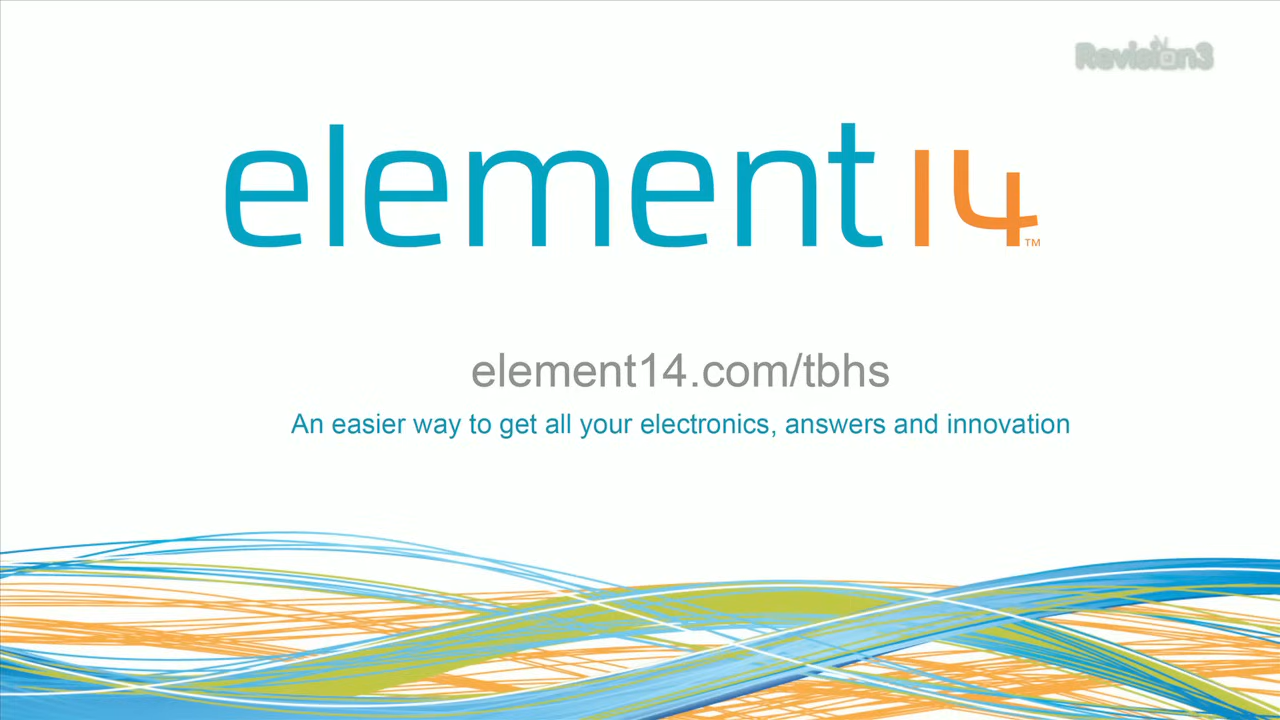 Revision3
element14™
element14.com/tbhs
An easier way to get all your electronics, answers and innovation